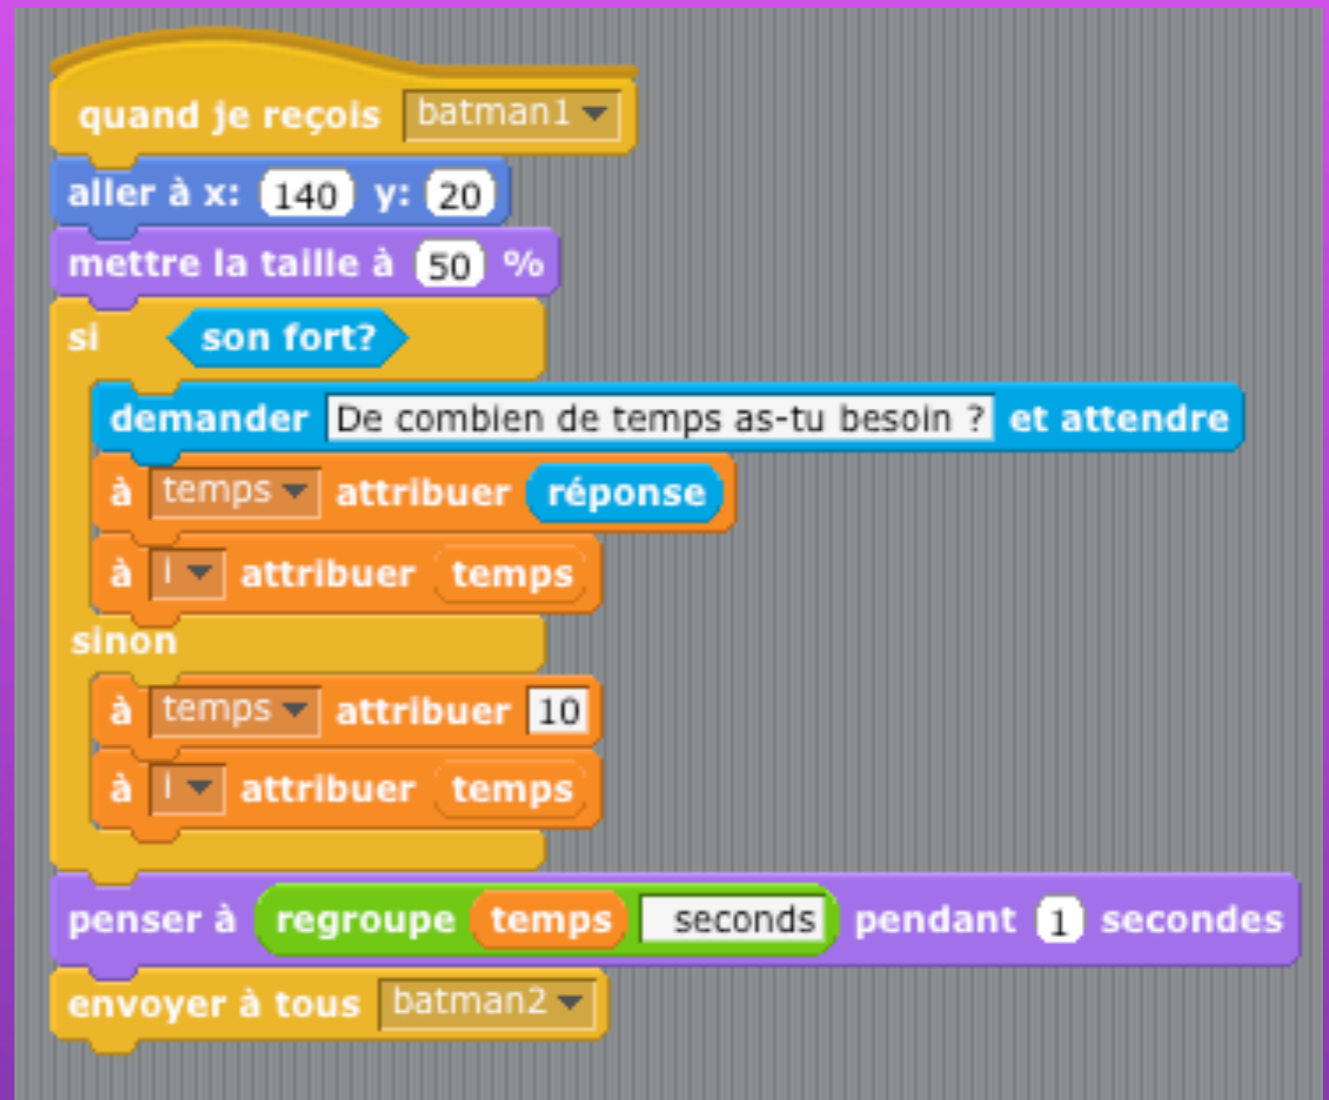 quand je reçois batman1
aller à x: 140 y: 20
mettre la taille à 50 %
si son fort?
demander De combien de temps as-tu besoin ? et attendre
à temps attribuer réponse
à i attribuer temps
sinon
à temps attribuer 10
à i attribuer temps
penser à regroupe temps seconds pendant 1 secondes
envoyer à tous batman2